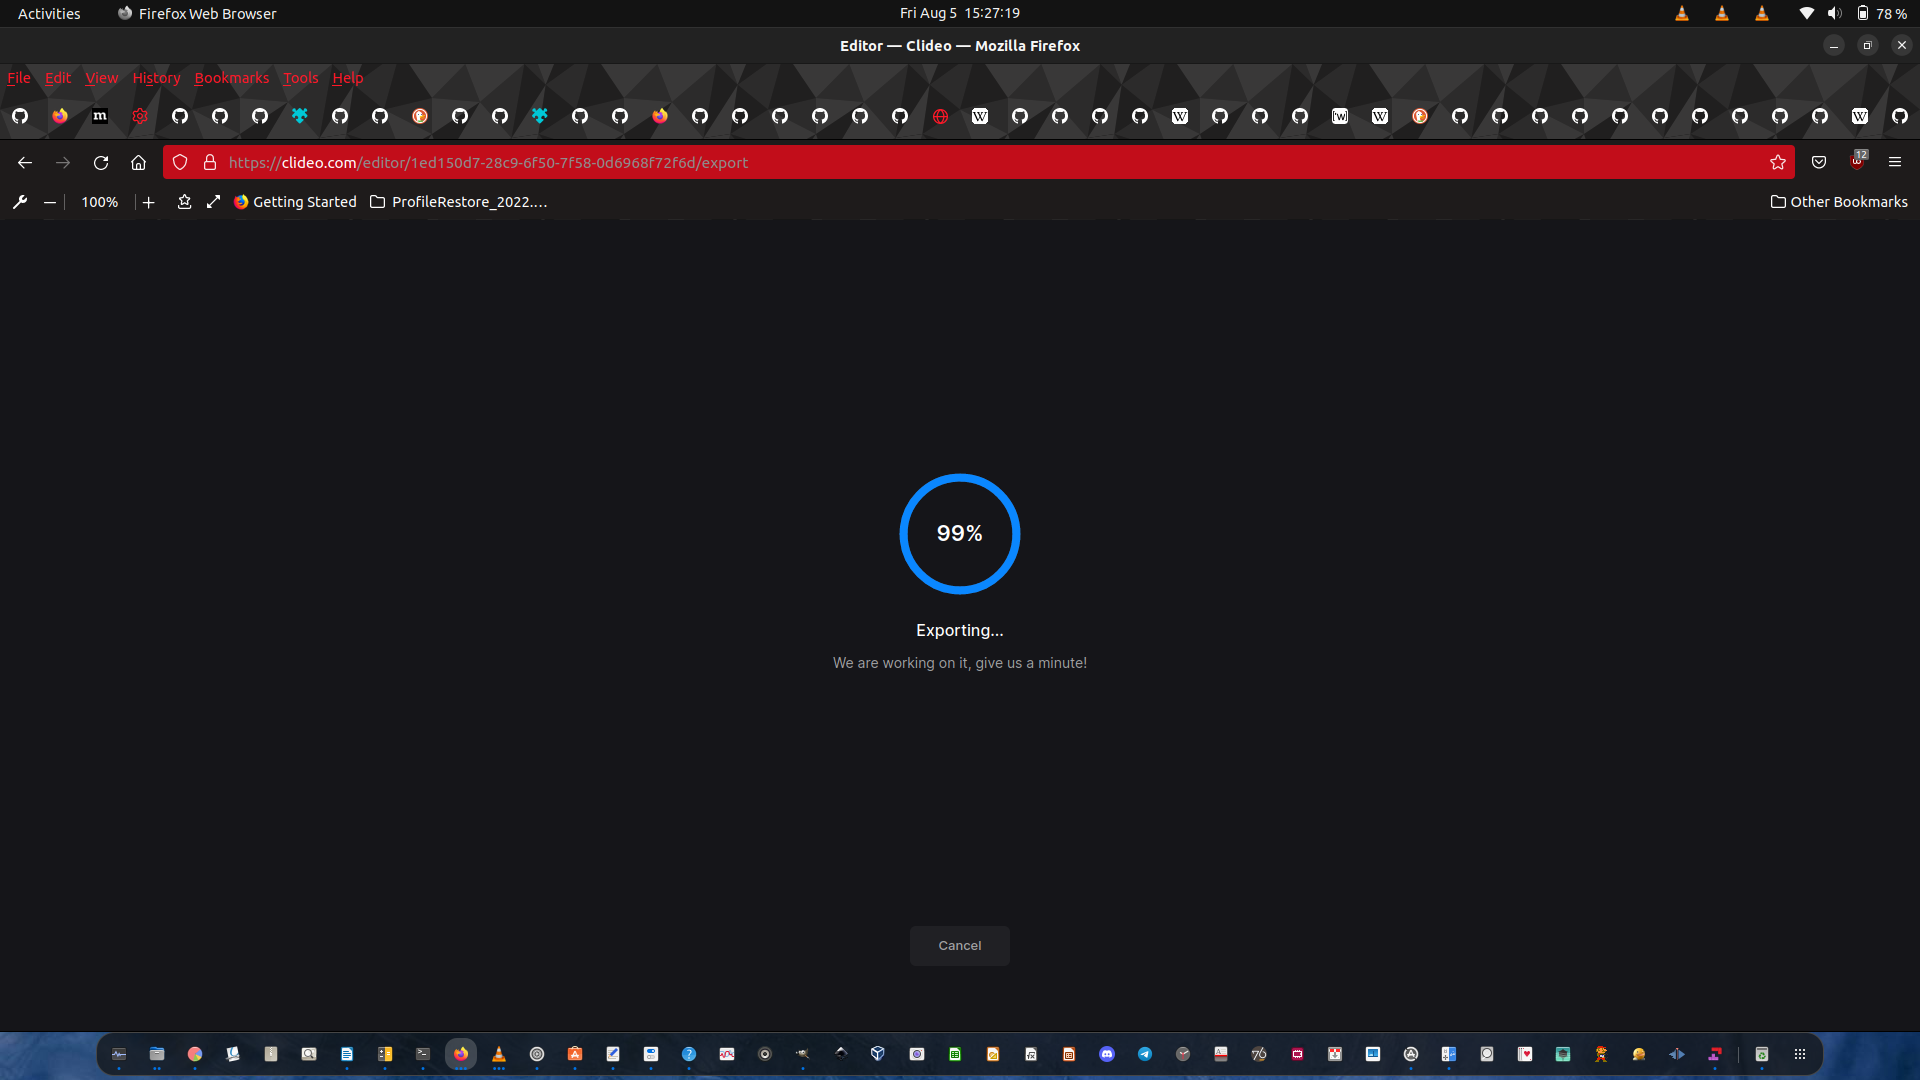 Activities Firefox Web Browser Fri Aug 5 15:27:19 78 %
Editor — Clideo — Mozilla Firefox
File Edit View History Bookmarks Tools Help
https://clideo.com/editor/1ed150d7-28c9-6f50-7f58-0d6968f72f6d/export 12
100% Getting Started ProfileRestore_2022.... Other Bookmarks
99%
Exporting...
We are working on it, give us a minute!
Cancel